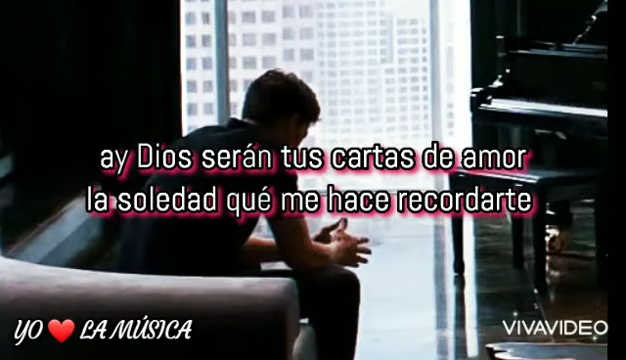 ay Dios serán tus cartas de amor
la soledad qué me hace recordarte
YO ❤️ LA MÚSICA
VIVAVIDEO